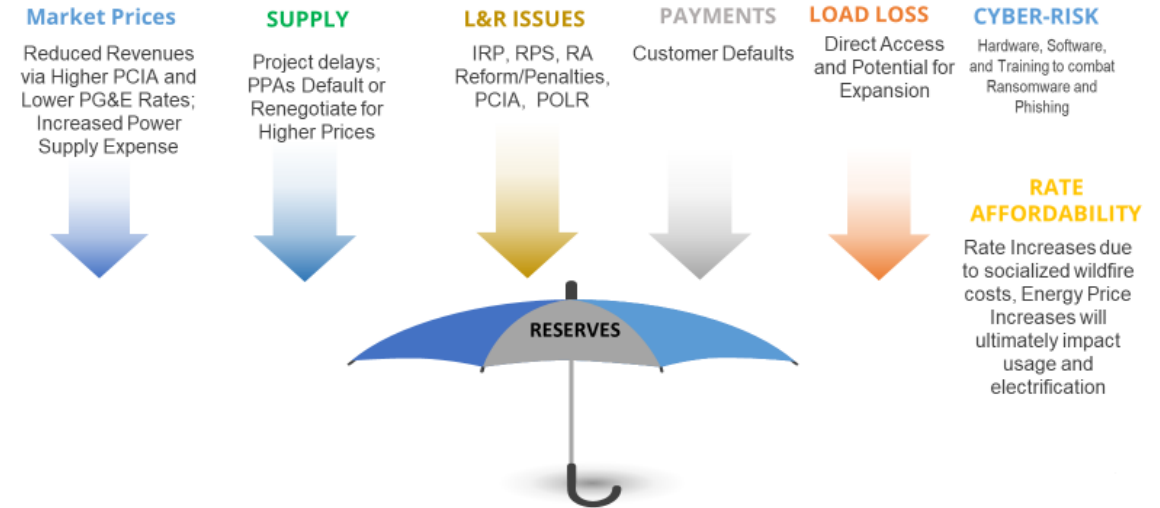 Market Prices
Reduced Revenues
via Higher PCIA and
Lower PG&E Rates;
Increased Power
Supply Expense
SUPPLY
Project delays;
PPAs Default or
Renegotiate for
Higher Prices
L&R ISSUES
IRP, RPS, RA
Reform/Penalties,
PCIA, POLR
PAYMENTS
Customer Defaults
LOAD LOSS
Direct Access
and Potential for
Expansion
CYBER-RISK
Hardware, Software,
and Training to combat
Ransomware and
Phishing
RATE
AFFORDABILITY
Rate Increases due
to socialized wildfire
costs, Energy Price
Increases will
ultimately impact
usage and
electrification
RESERVES